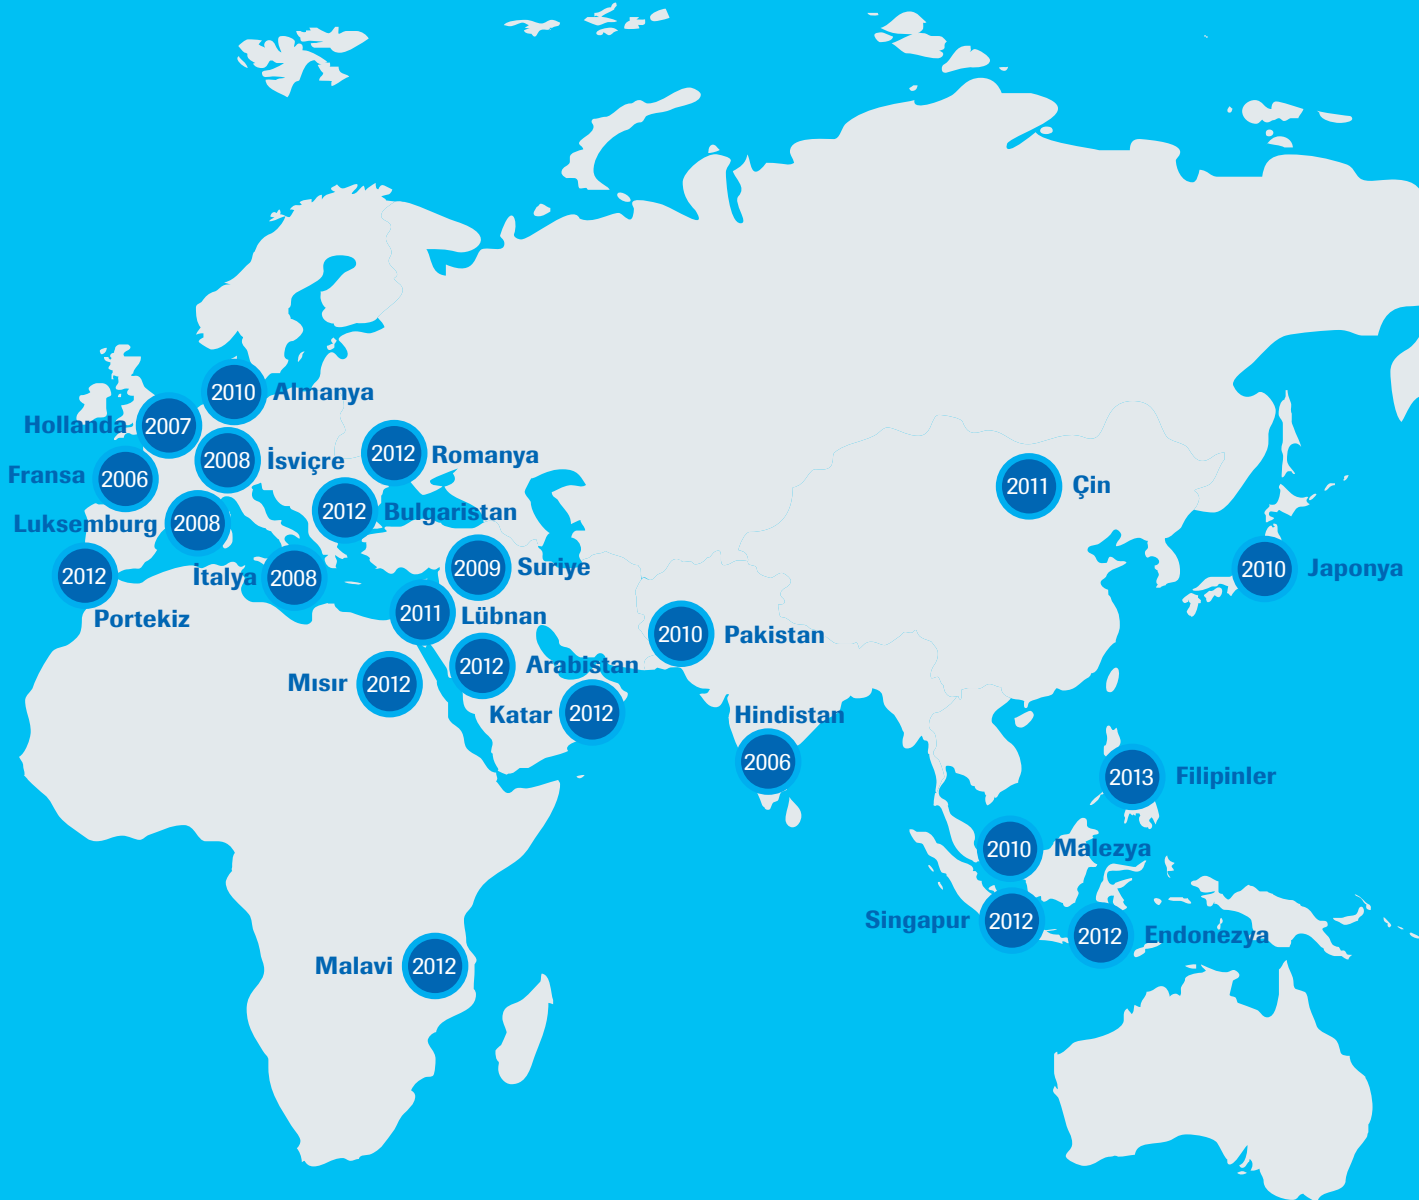 2010 Almanya
Hollanda 2007
2008 İsviçre
2012 Romanya
Fransa 2006
2011 Çin
2012 Bulgaristan
Luksemburg 2008
2009 Suriye
2010 Japonya
2012
Portekiz
İtalya 2008
2011 Lübnan
2010 Pakistan
2012 Arabistan
Mısır 2012
Katar 2012
Hindistan
2006
2013 Filipinler
2010 Malezya
Singapur 2012
2012 Endonezya
Malavi 2012